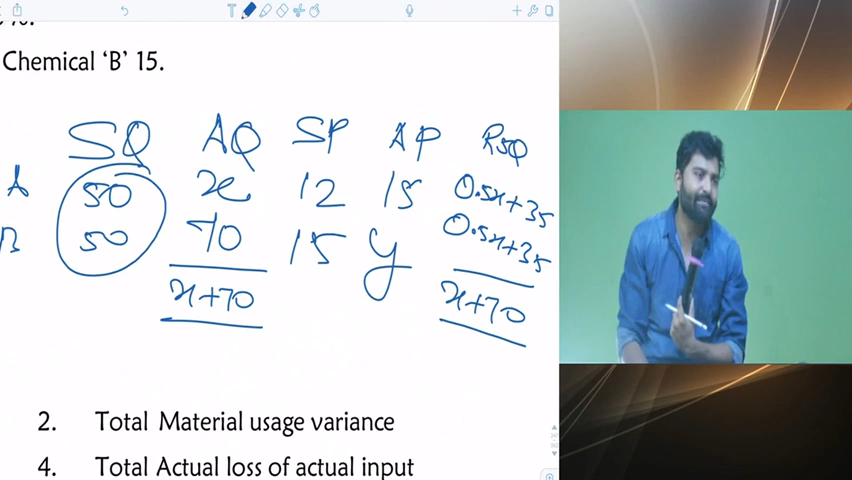 Chemical ‘B’ 15.
SQ AQ SP AP RSQ
A 50 x 12 15 0.5x+35
B 50 70 15 y 0.5x+35
x+70 x+70
2. Total Material usage variance
4. Total Actual loss of actual input